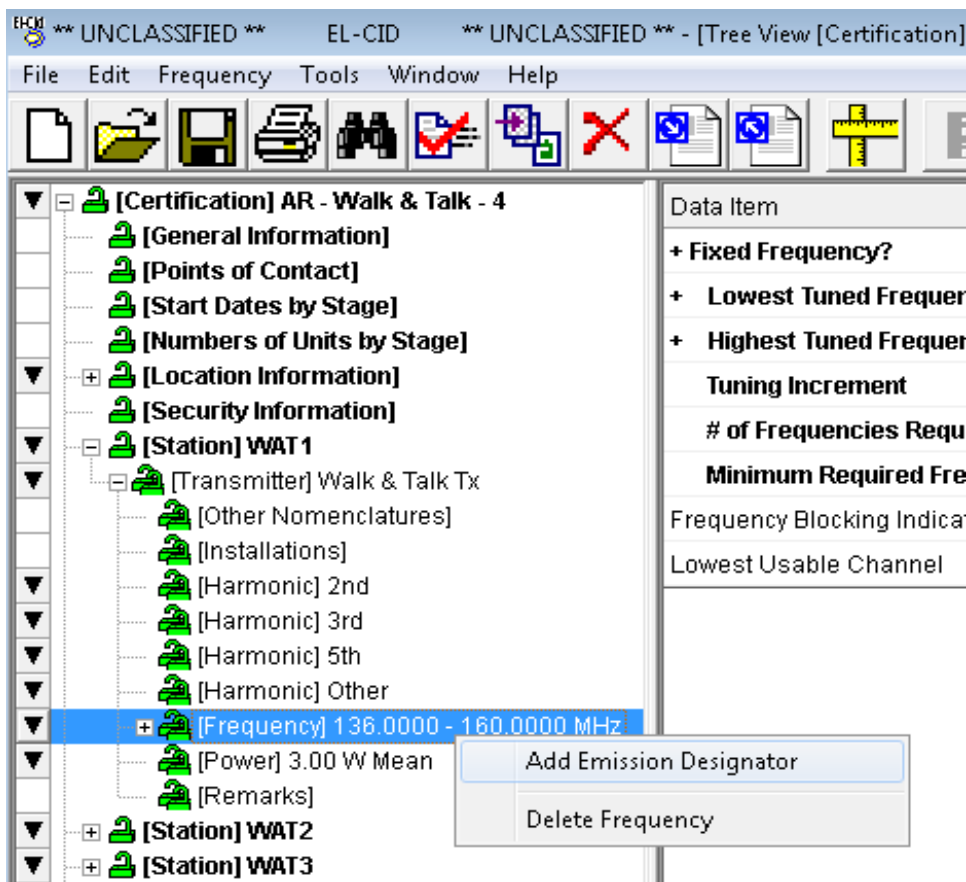 El-CID ** UNCLASSIFIED ** EL-CID ** UNCLASSIFIED ** - [Tree View [Certification]
File Edit Frequency Tools Window Help
[Certification] AR - Walk & Talk - 4
[General Information]
[Points of Contact]
[Start Dates by Stage]
[Numbers of Units by Stage]
[Location Information]
[Security Information]
[Station] WAT1
[Transmitter] Walk & Talk Tx
[Other Nomenclatures]
[Installations]
[Harmonic] 2nd
[Harmonic] 3rd
[Harmonic] 5th
[Harmonic] Other
[Frequency] 136.0000 - 160.0000 MHz
[Power] 3.00 W Mean
[Remarks]
[Station] WAT2
[Station] WAT3
Add Emission Designator
Delete Frequency
Data Item
+ Fixed Frequency?
+ Lowest Tuned Frequen
+ Highest Tuned Frequen
Tuning Increment
# of Frequencies Requ
Minimum Required Fre
Frequency Blocking Indicat
Lowest Usable Channel